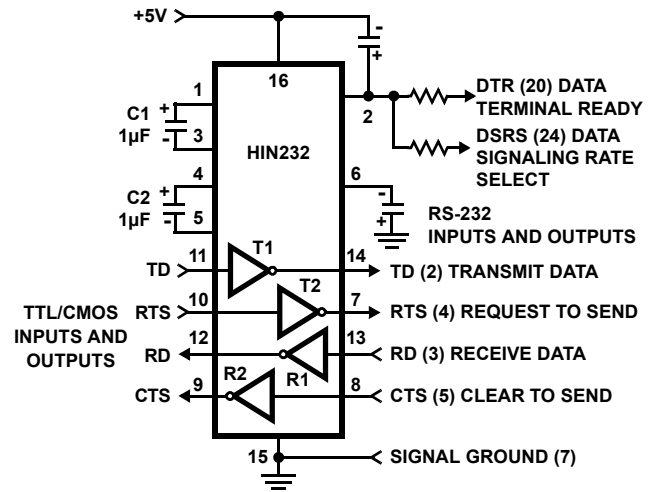 +5V
-
+
16
1
C1
+
1µF
-
3
2
DTR (20) DATA
TERMINAL READY
HIN232
DSRS (24) DATA
SIGNALING RATE
SELECT
4
C2
+
1µF
-
5
6
-
+
RS-232
INPUTS AND OUTPUTS
T1
TD
11
14
TD (2) TRANSMIT DATA
T2
TTL/CMOS
INPUTS AND
OUTPUTS
RTS
10
7
RTS (4) REQUEST TO SEND
RD
12
13
RD (3) RECEIVE DATA
R1
R2
CTS
9
8
CTS (5) CLEAR TO SEND
15
SIGNAL GROUND (7)